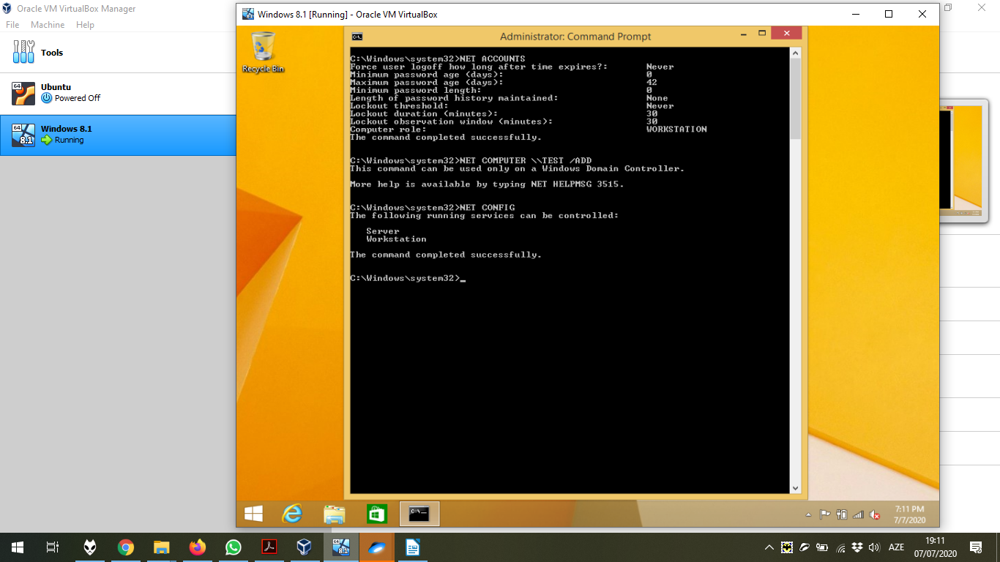 Oracle VM VirtualBox Manager
File Machine Help
Tools
64
Ubuntu
Powered Off
64
8.1
Windows 8.1
Running
64
8.1
Windows 8.1 [Running] - Oracle VM VirtualBox
Recycle Bin
C:\.
Administrator: Command Prompt
C:\Windows\system32>NET ACCOUNTS
Force user logoff how long after time expires?: Never
Minimum password age (days): 0
Maximum password age (days): 42
Minimum password length: 0
Length of password history maintained: None
Lockout threshold: Never
Lockout duration (minutes): 30
Lockout observation window (minutes): 30
Computer role: WORKSTATION
The command completed successfully.
C:\Windows\system32>NET COMPUTER \\TEST /ADD
This command can be used only on a Windows Domain Controller.
More help is available by typing NET HELPMSG 3515.
C:\Windows\system32>NET CONFIG
The following running services can be controlled:
Server
Workstation
The command completed successfully.
C:\Windows\system32>_
7:11 PM
7/7/2020
64
8.1
AZE
19:11
07/07/2020